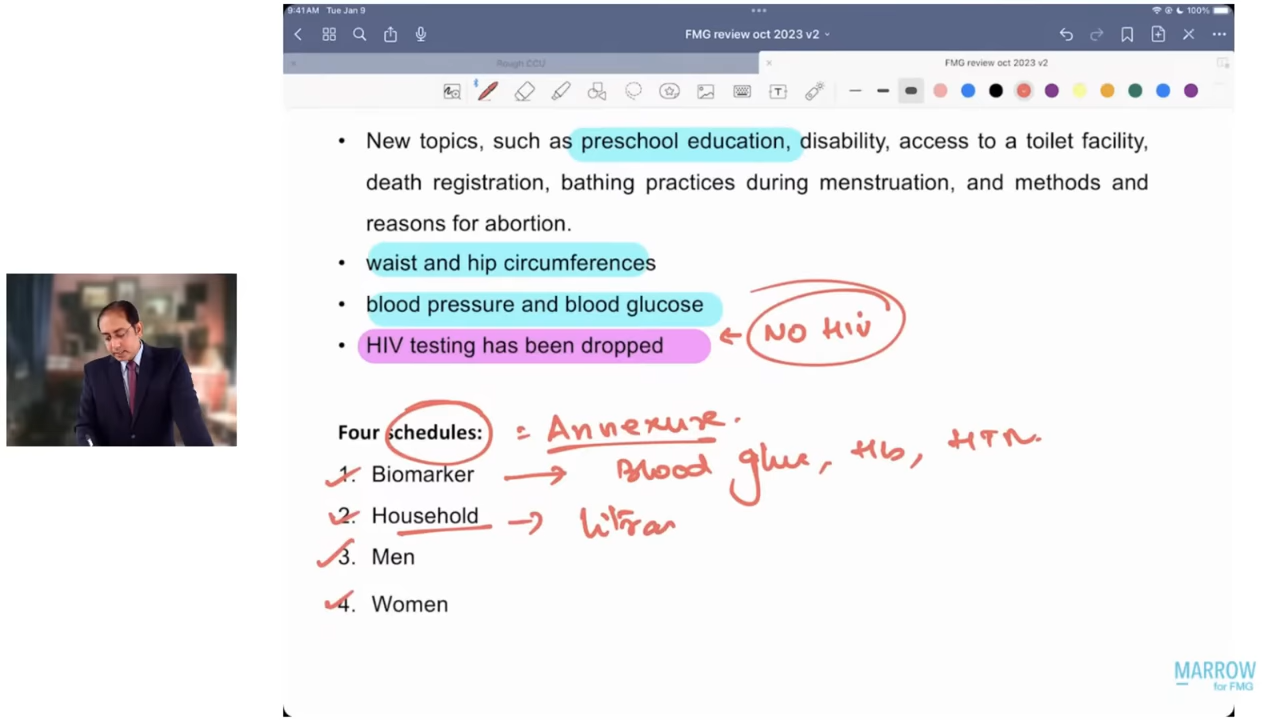 9:41AM Tue Jan 9
100%
FMG review oct 2023 v2
Rough CCU
FMG review oct 2023 v2
T
• New topics, such as preschool education, disability, access to a toilet facility,
death registration, bathing practices during menstruation, and methods and
reasons for abortion.
• waist and hip circumferences
• blood pressure and blood glucose
• HIV testing has been dropped ← NO HIV
Four schedules: = Annexure.
1. Biomarker → Blood gluc, Hb, HTN.
2. Household → litrac
3. Men
4. Women
MARROW
for FMG